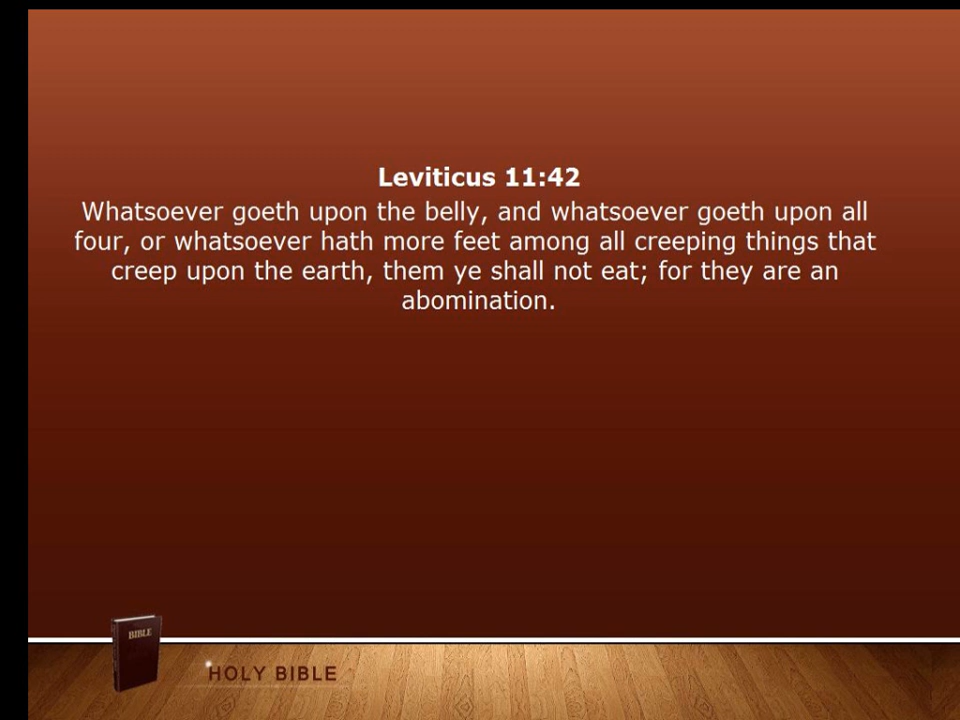 Leviticus 11:42
Whatsoever goeth upon the belly, and whatsoever goeth upon all
four, or whatsoever hath more feet among all creeping things that
creep upon the earth, them ye shall not eat; for they are an
abomination.
BIBLE
HOLY BIBLE